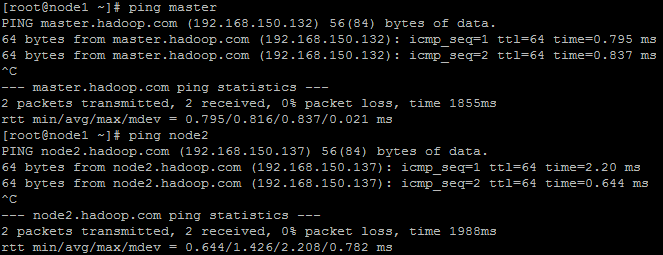 [root@node1 ~]# ping master
PING master.hadoop.com (192.168.150.132) 56(84) bytes of data.
64 bytes from master.hadoop.com (192.168.150.132): icmp_seq=1 ttl=64 time=0.795 ms
64 bytes from master.hadoop.com (192.168.150.132): icmp_seq=2 ttl=64 time=0.837 ms
^C
--- master.hadoop.com ping statistics ---
2 packets transmitted, 2 received, 0% packet loss, time 1855ms
rtt min/avg/max/mdev = 0.795/0.816/0.837/0.021 ms
[root@node1 ~]# ping node2
PING node2.hadoop.com (192.168.150.137) 56(84) bytes of data.
64 bytes from node2.hadoop.com (192.168.150.137): icmp_seq=1 ttl=64 time=2.20 ms
64 bytes from node2.hadoop.com (192.168.150.137): icmp_seq=2 ttl=64 time=0.644 ms
^C
--- node2.hadoop.com ping statistics ---
2 packets transmitted, 2 received, 0% packet loss, time 1988ms
rtt min/avg/max/mdev = 0.644/1.426/2.208/0.782 ms